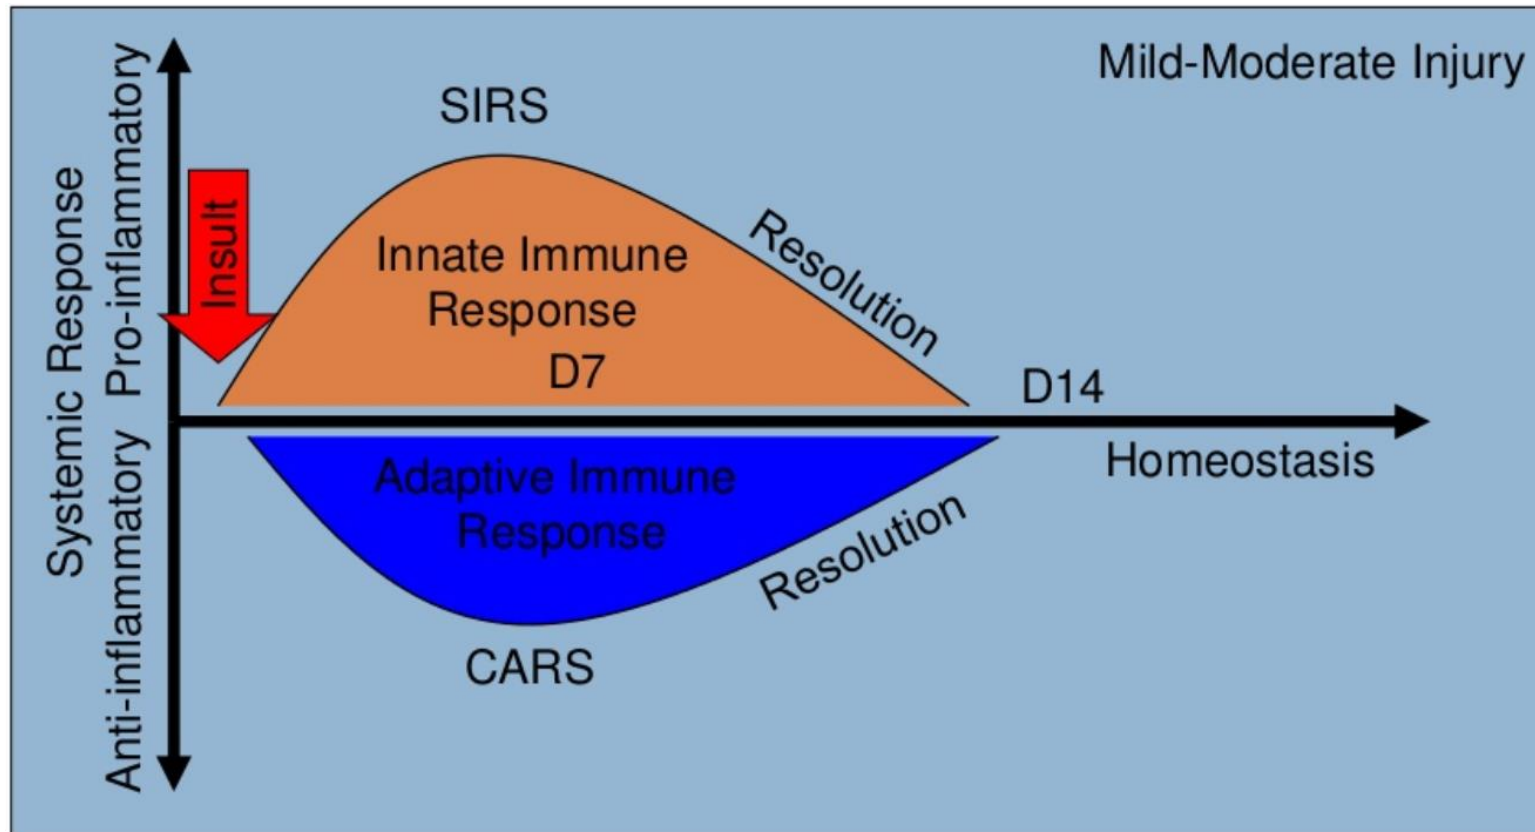 Mild-Moderate Injury
SIRS
Systemic Response
Pro-inflammatory
Anti-inflammatory
Insult
Innate Immune
Response
D7
Resolution
D14
Homeostasis
Adaptive Immune
Response
Resolution
CARS